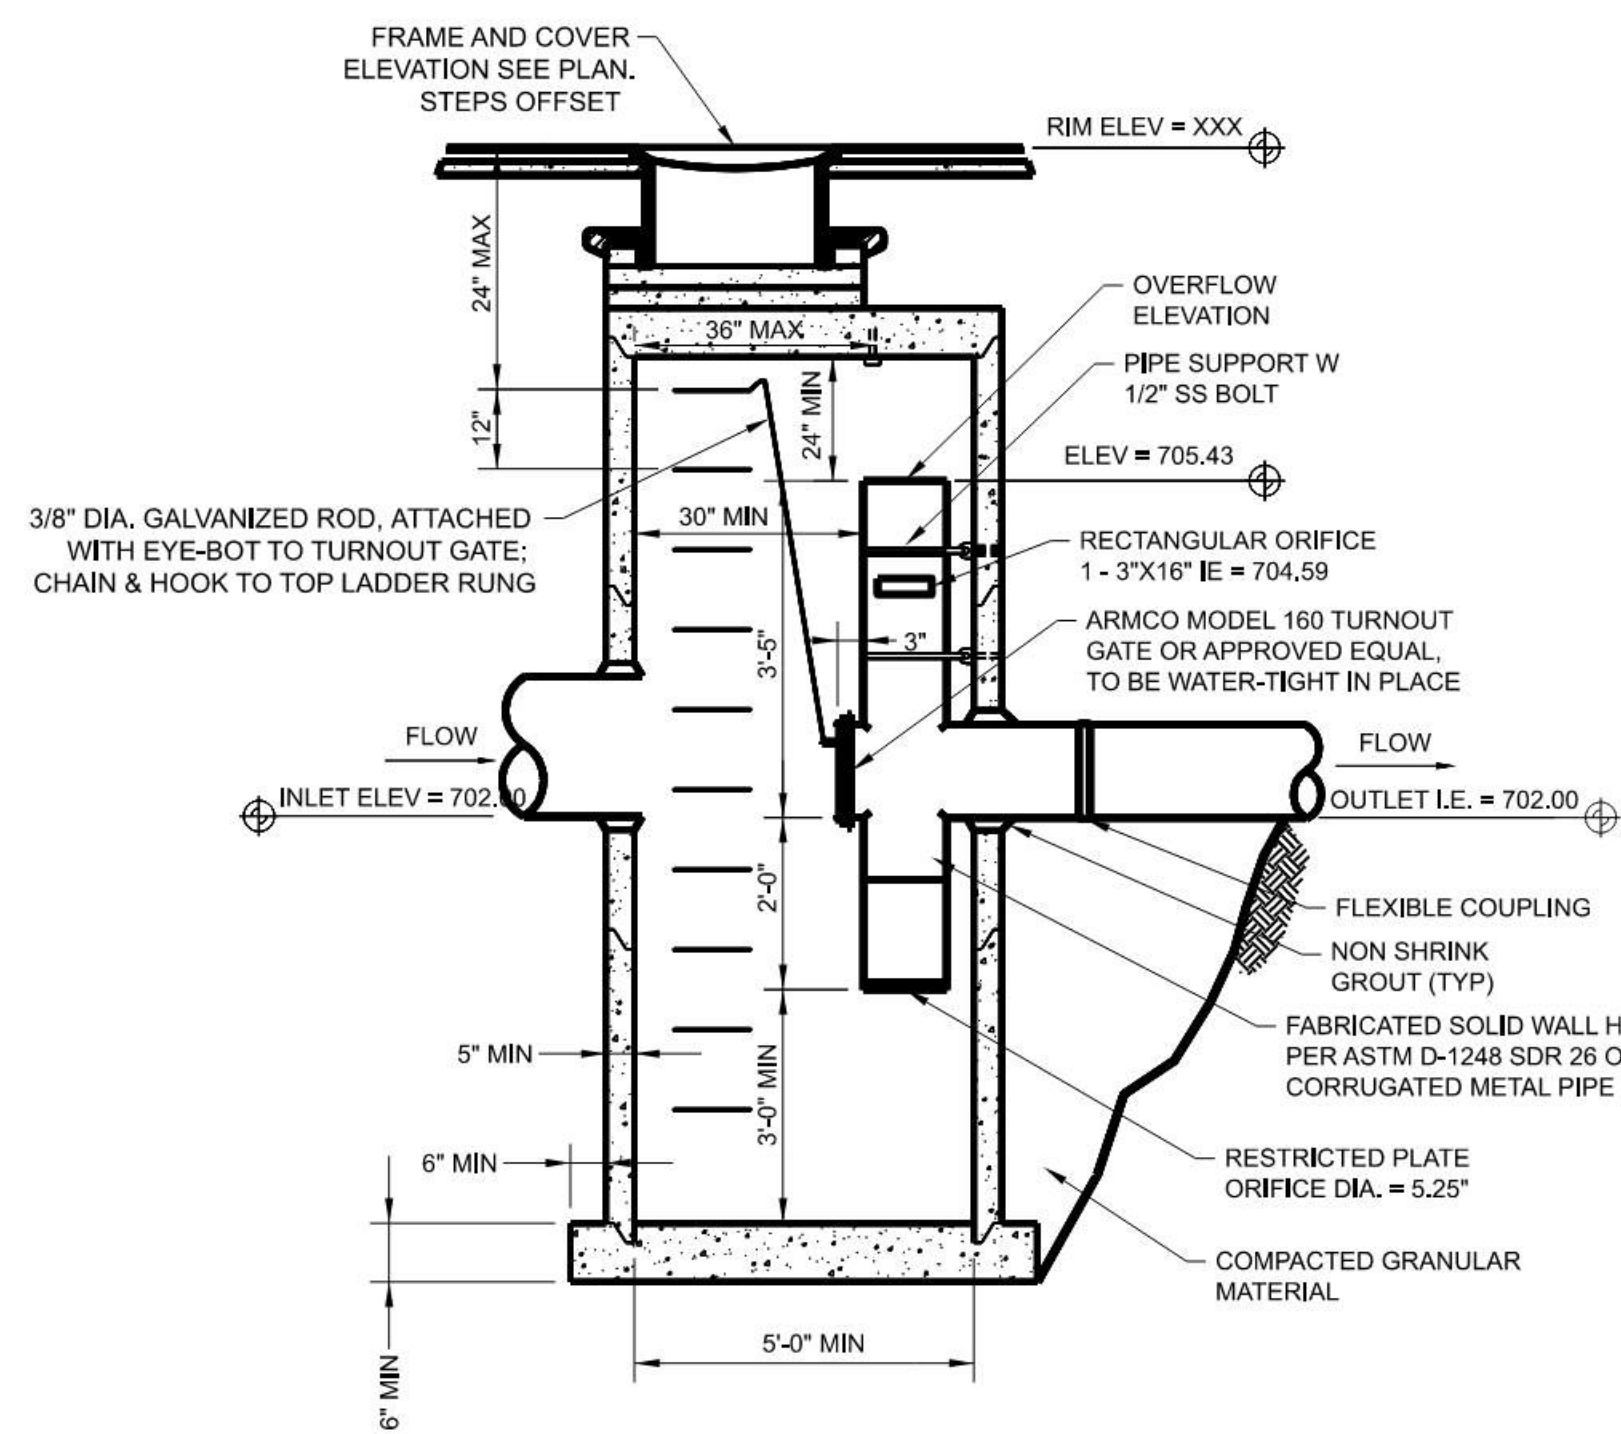 FRAME AND COVER
ELEVATION SEE PLAN.
STEPS OFFSET
RIM ELEV = XXX
24" MAX
OVERFLOW
ELEVATION
36" MAX
PIPE SUPPORT W
1/2" SS BOLT
24" MIN
12"
ELEV = 705.43
3/8" DIA. GALVANIZED ROD, ATTACHED
WITH EYE-BOT TO TURNOUT GATE;
CHAIN & HOOK TO TOP LADDER RUNG
30" MIN
RECTANGULAR ORIFICE
1 - 3"X16" IE = 704.59
ARMCO MODEL 160 TURNOUT
GATE OR APPROVED EQUAL,
TO BE WATER-TIGHT IN PLACE
3"
3'-5"
FLOW
FLOW
INLET ELEV = 702.00
OUTLET I.E. = 702.00
2'-0"
FLEXIBLE COUPLING
NON SHRINK
GROUT (TYP)
FABRICATED SOLID WALL H
PER ASTM D-1248 SDR 26 O
CORRUGATED METAL PIPE
5" MIN
3'-0" MIN
6" MIN
RESTRICTED PLATE
ORIFICE DIA. = 5.25"
COMPACTED GRANULAR
MATERIAL
5'-0" MIN
6" MIN